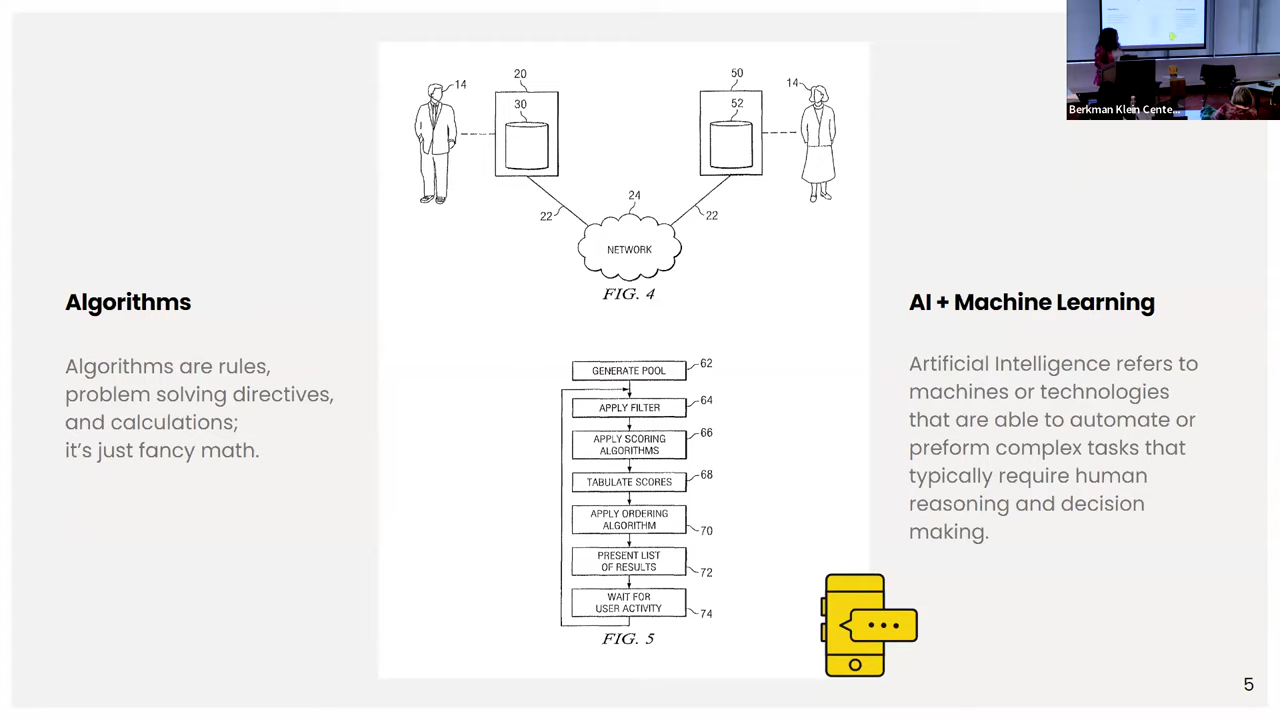 Berkman Klein Cente...
14
20
30
50
52
14
22
24
22
NETWORK
FIG. 4
Algorithms
Algorithms are rules,
problem solving directives,
and calculations;
it's just fancy math.
GENERATE POOL
62
APPLY FILTER
64
APPLY SCORING
ALGORITHMS
66
TABULATE SCORES
68
APPLY ORDERING
ALGORITHM
70
PRESENT LIST
OF RESULTS
72
WAIT FOR
USER ACTIVITY
74
FIG. 5
AI + Machine Learning
Artificial Intelligence refers to
machines or technologies
that are able to automate or
preform complex tasks that
typically require human
reasoning and decision
making.
5